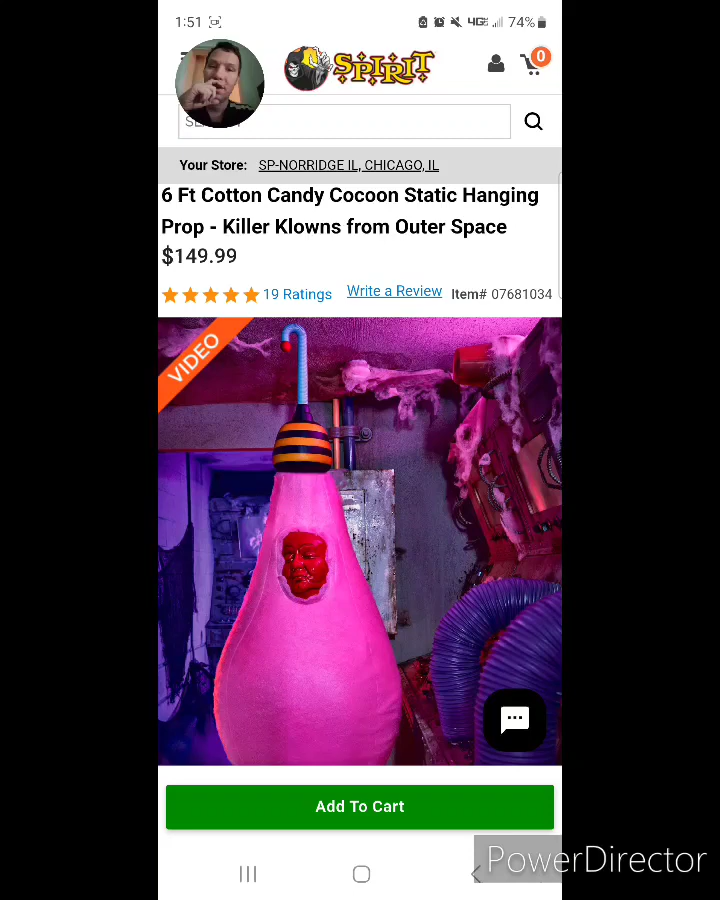 1:51
4GE 74%
SPIRIT
0
Your Store: SP-NORRIDGE IL, CHICAGO, IL
6 Ft Cotton Candy Cocoon Static Hanging
Prop - Killer Klowns from Outer Space
$149.99
19 Ratings Write a Review Item# 07681034
VIDEO
Add To Cart
PowerDirector